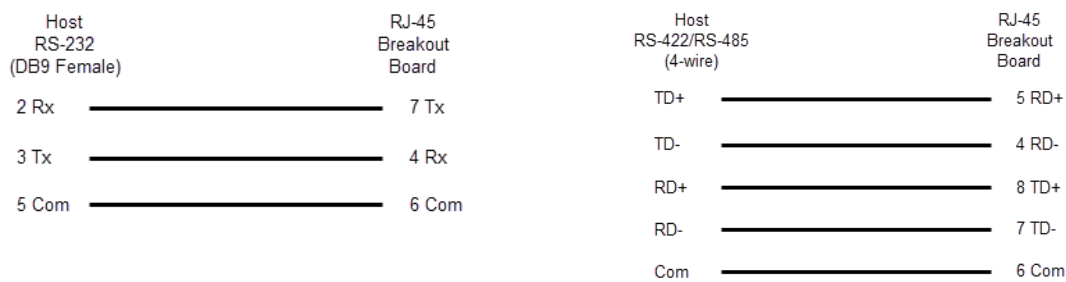 Host
RS-232
(DB9 Female)
RJ-45
Breakout
Board
2 Rx 7 Tx
3 Tx 4 Rx
5 Com 6 Com
Host
RS-422/RS-485
(4-wire)
RJ-45
Breakout
Board
TD+ 5 RD+
TD- 4 RD-
RD+ 8 TD+
RD- 7 TD-
Com 6 Com